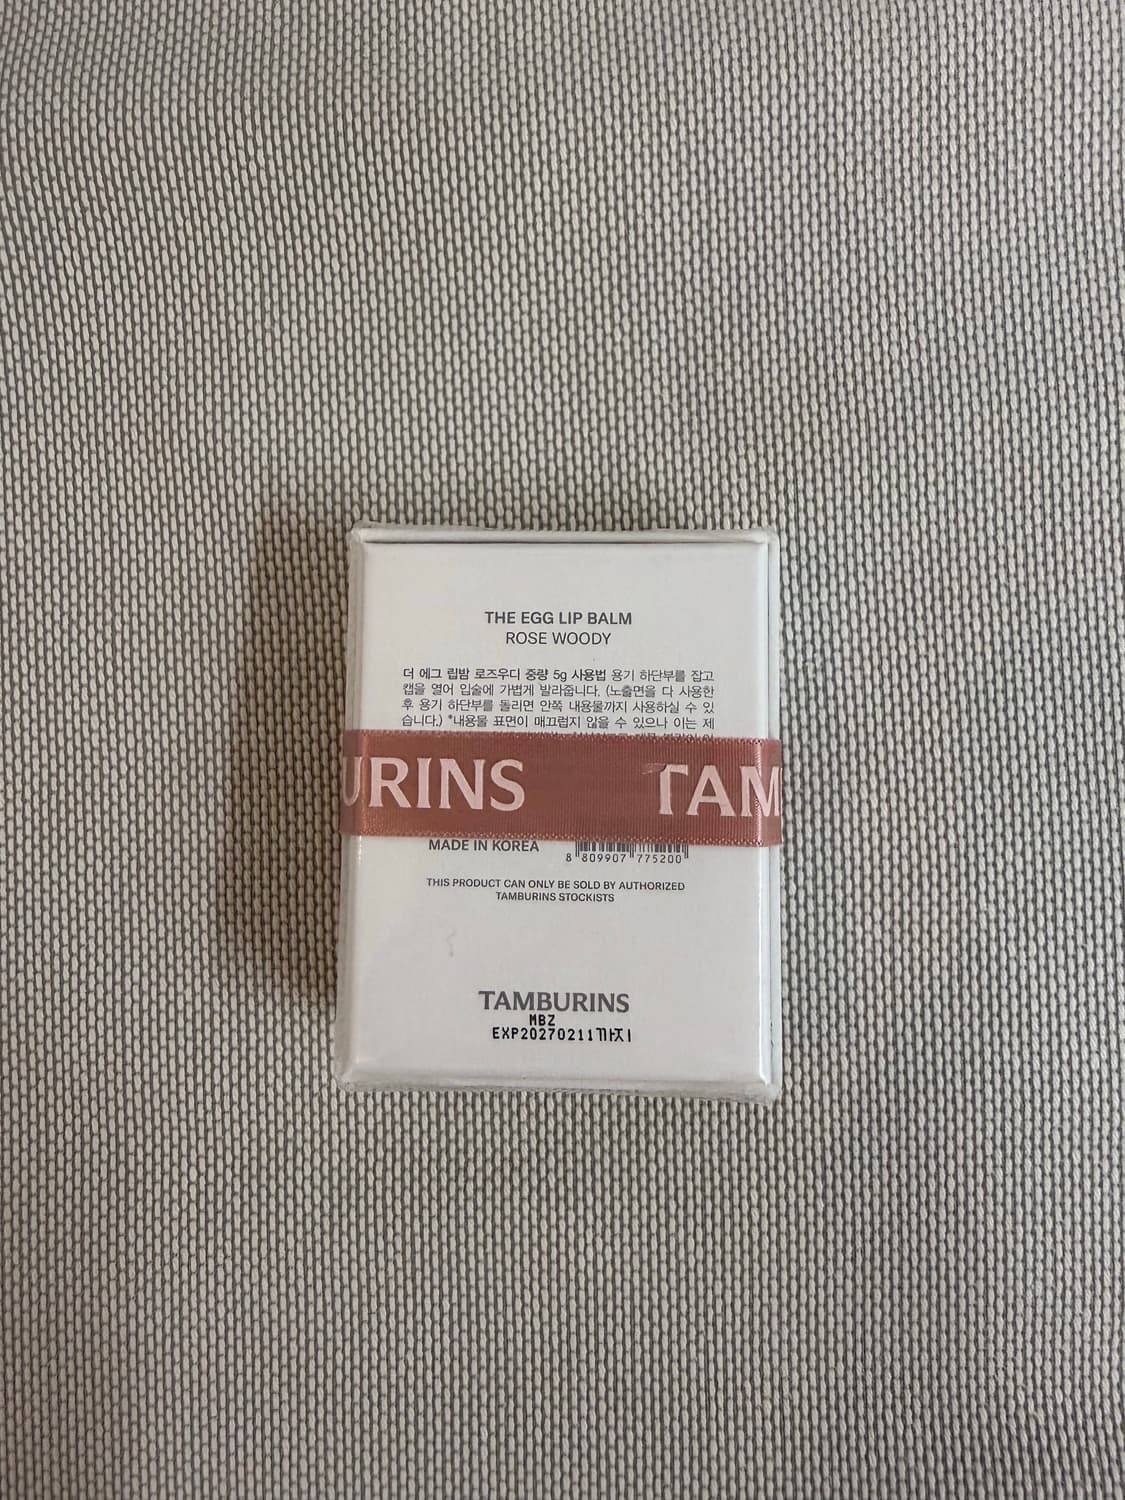 THE EGG LIP BALM
ROSE WOODY
더 에그 립밤 로즈우디 중량 5g 사용법 용기 하단부를 잡고
캡을 열어 입술에 가볍게 발라줍니다. (노출면을 다 사용한
후 용기 하단부를 돌리면 안쪽 내용물까지 사용하실 수 있
습니다.) *내용물 표면이 매끄럽지 않을 수 있으나 이는 제
URINS TAM
MADE IN KOREA
8 809907 775200
THIS PRODUCT CAN ONLY BE SOLD BY AUTHORIZED
TAMBURINS STOCKISTS
TAMBURINS
MBZ
EXP20270211까지